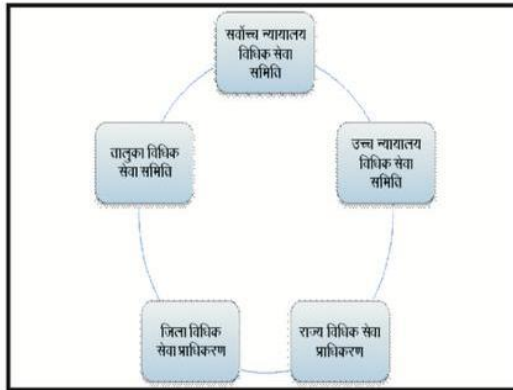 सर्वोच्च न्यायालय
विधिक सेवा
समिति
तालुका विधिक
सेवा समिति
उच्च न्यायालय
विधिक सेवा
समिति
जिला विधिक
सेवा प्राधिकरण
राज्य विधिक सेवा
प्राधिकरण